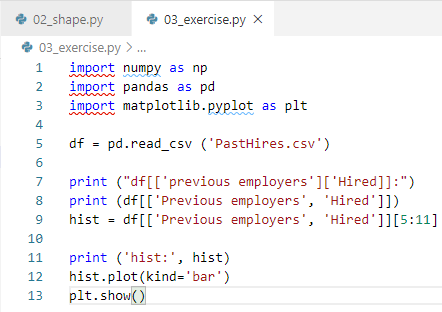 02_shape.py 03_exercise.py ×
03_exercise.py > ...
1 import numpy as np
2 import pandas as pd
3 import matplotlib.pyplot as plt
4
5 df = pd.read_csv ('PastHires.csv')
6
7 print ("df[['previous employers']['Hired]]:")
8 print (df[['Previous employers', 'Hired']])
9 hist = df[['Previous employers', 'Hired']][5:11]
10
11 print ('hist:', hist)
12 hist.plot(kind='bar')
13 plt.show()